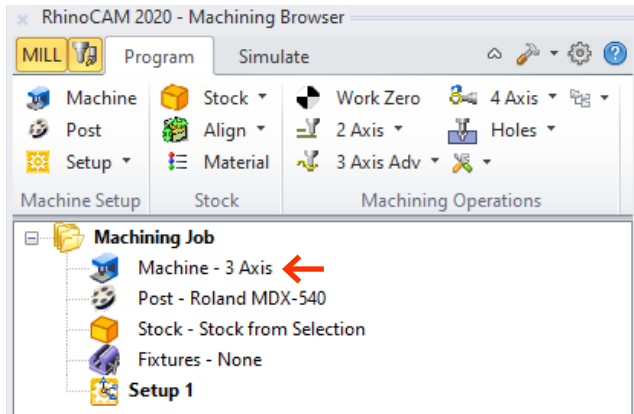 RhinoCAM 2020 - Machining Browser
MILL Program Simulate
Machine Stock Work Zero 4 Axis
Post Align 2 Axis Holes
Setup Material 3 Axis Adv
Machine Setup Stock Machining Operations
Machining Job
Machine - 3 Axis
Post - Roland MDX-540
Stock - Stock from Selection
Fixtures - None
Setup 1